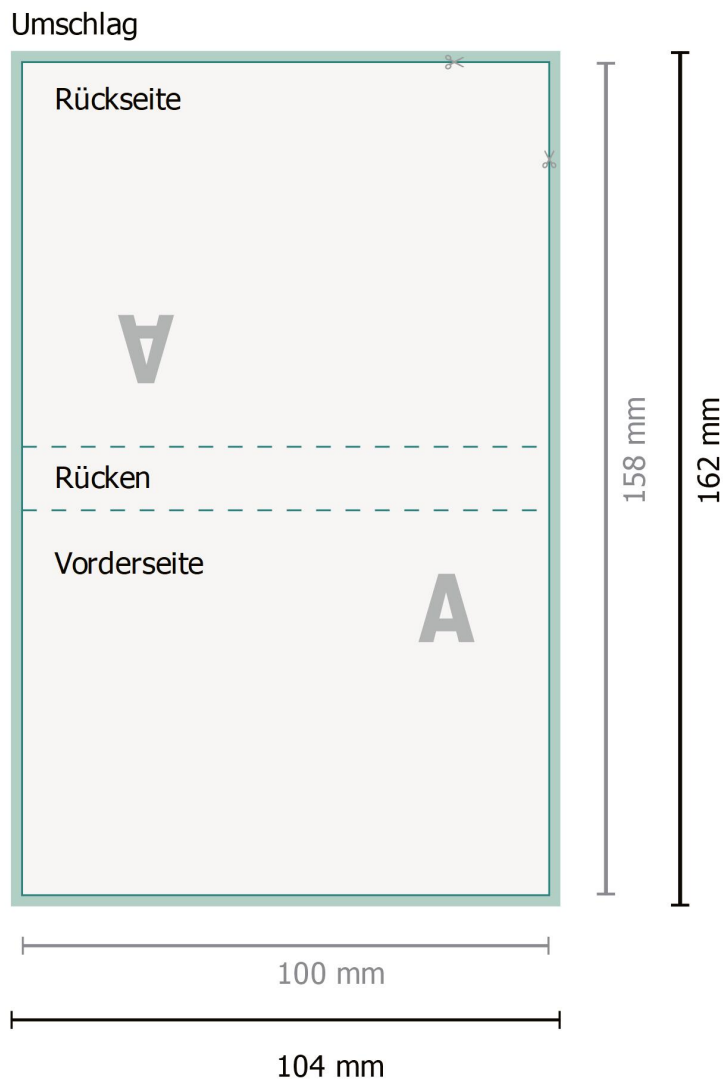 Umschlag
Rückseite
A
Rücken
Vorderseite
A
158 mm
162 mm
100 mm
104 mm